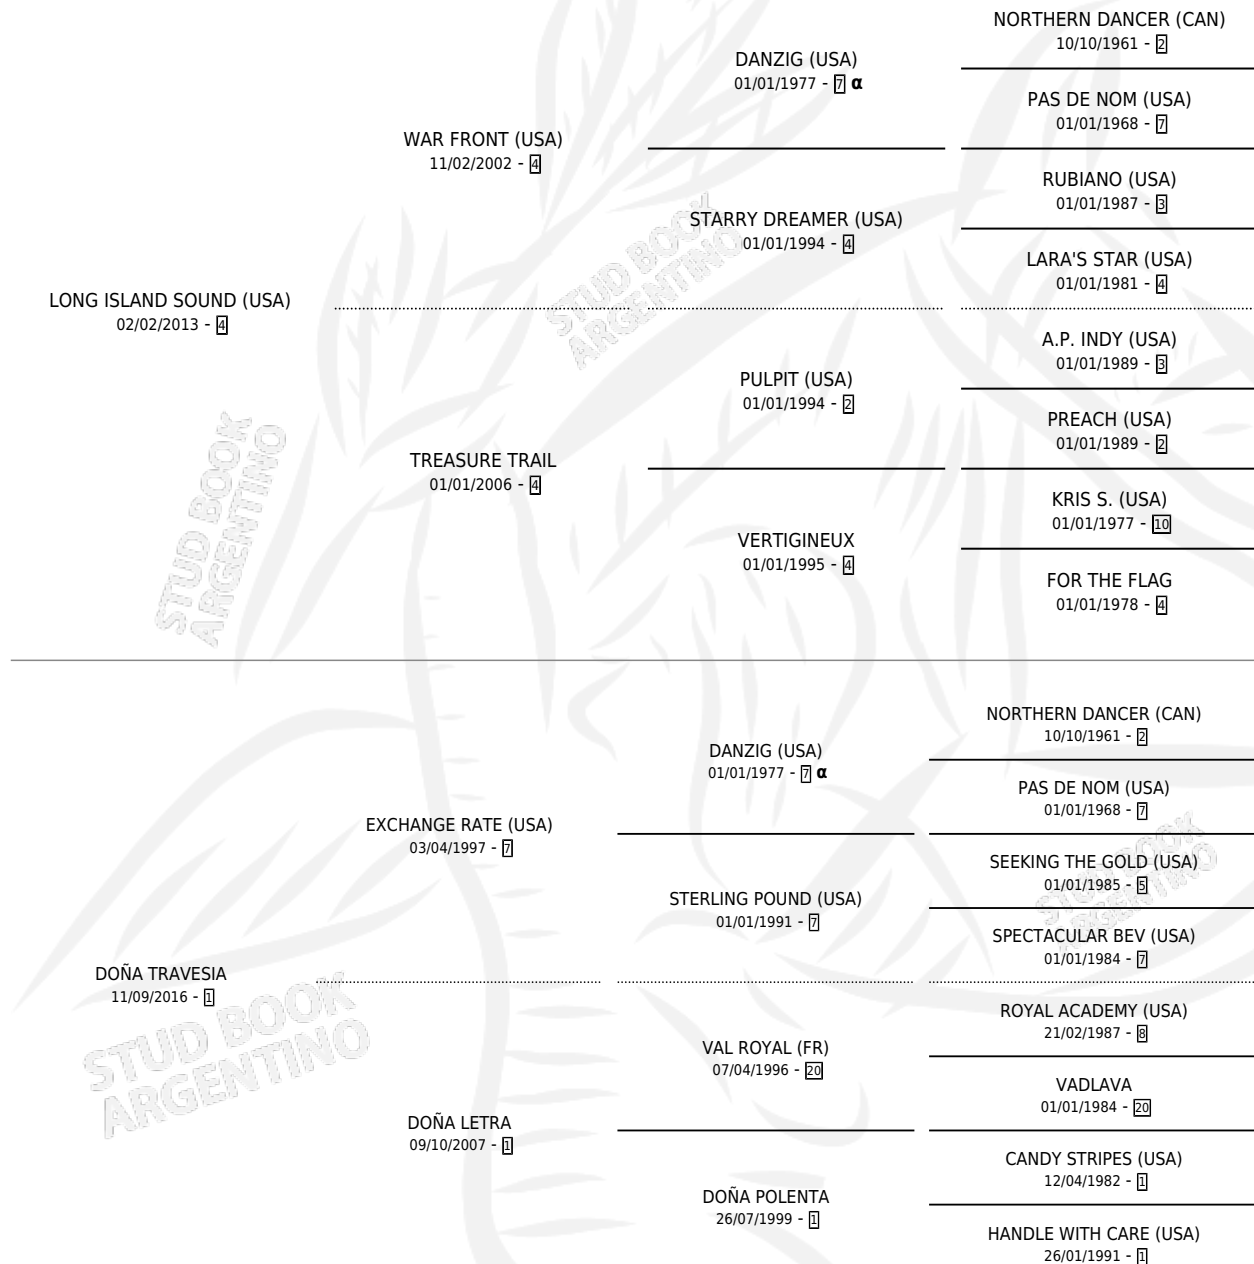 NORTHERN DANCER (CAN)
10/10/1961 - 2
DANZIG (USA)
01/01/1977 - 7 α
PAS DE NOM (USA)
01/01/1968 - 7
WAR FRONT (USA)
11/02/2002 - 4
RUBIANO (USA)
01/01/1987 - 3
STARRY DREAMER (USA)
01/01/1994 - 4
LARA'S STAR (USA)
01/01/1981 - 4
LONG ISLAND SOUND (USA)
02/02/2013 - 4
A.P. INDY (USA)
01/01/1989 - 3
PULPIT (USA)
01/01/1994 - 2
PREACH (USA)
01/01/1989 - 2
TREASURE TRAIL
01/01/2006 - 4
KRIS S. (USA)
01/01/1977 - 10
VERTIGINEUX
01/01/1995 - 4
FOR THE FLAG
01/01/1978 - 4
NORTHERN DANCER (CAN)
10/10/1961 - 2
DANZIG (USA)
01/01/1977 - 7 α
PAS DE NOM (USA)
01/01/1968 - 7
EXCHANGE RATE (USA)
03/04/1997 - 7
SEEKING THE GOLD (USA)
01/01/1985 - 5
STERLING POUND (USA)
01/01/1991 - 7
SPECTACULAR BEV (USA)
01/01/1984 - 7
DOÑA TRAVESIA
11/09/2016 - 1
ROYAL ACADEMY (USA)
21/02/1987 - 8
VAL ROYAL (FR)
07/04/1996 - 20
VADLAVA
01/01/1984 - 20
DOÑA LETRA
09/10/2007 - 1
CANDY STRIPES (USA)
12/04/1982 - 1
DOÑA POLENTA
26/07/1999 - 1
HANDLE WITH CARE (USA)
26/01/1991 - 1
STUD BOOK
ARGENTINO
STUD BOOK
ARGENTINO
STUD BOOK
ARGENTINO
STUD BOOK
ARGENTINO